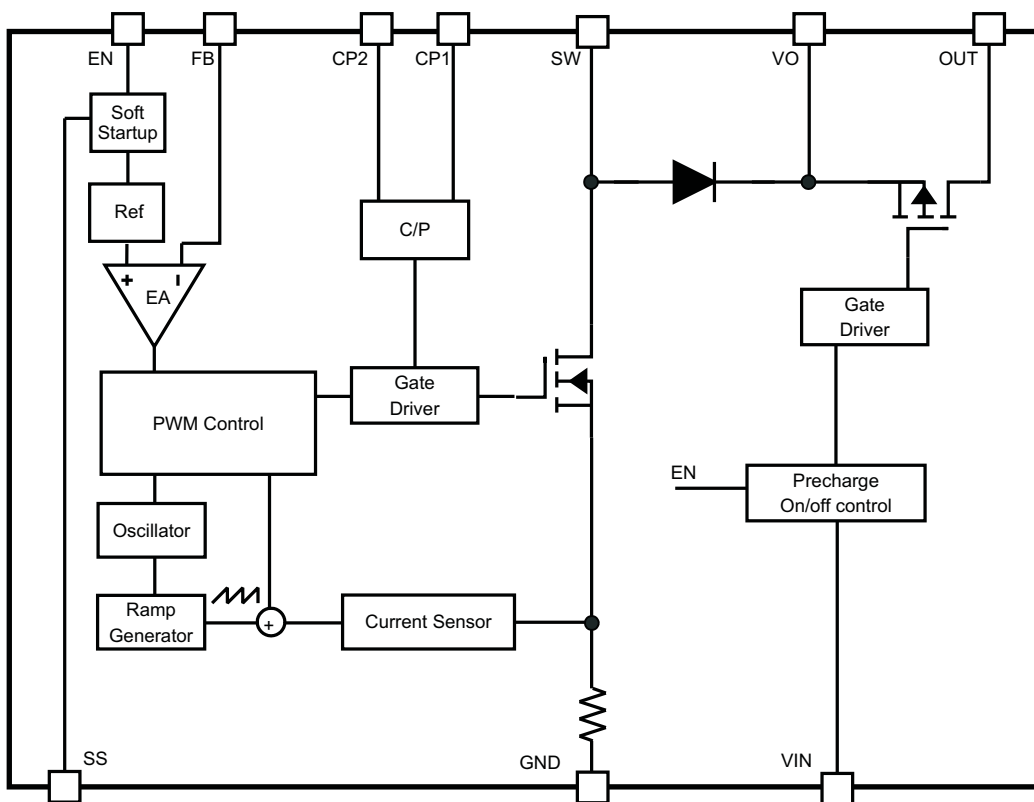 EN
FB
CP2
CP1
SW
VO
OUT
Soft
Startup
Ref
C/P
+
−
EA
Gate
Driver
Gate
Driver
PWM Control
EN
Precharge
On/off control
Oscillator
Ramp
Generator
+
Current Sensor
SS
GND
VIN